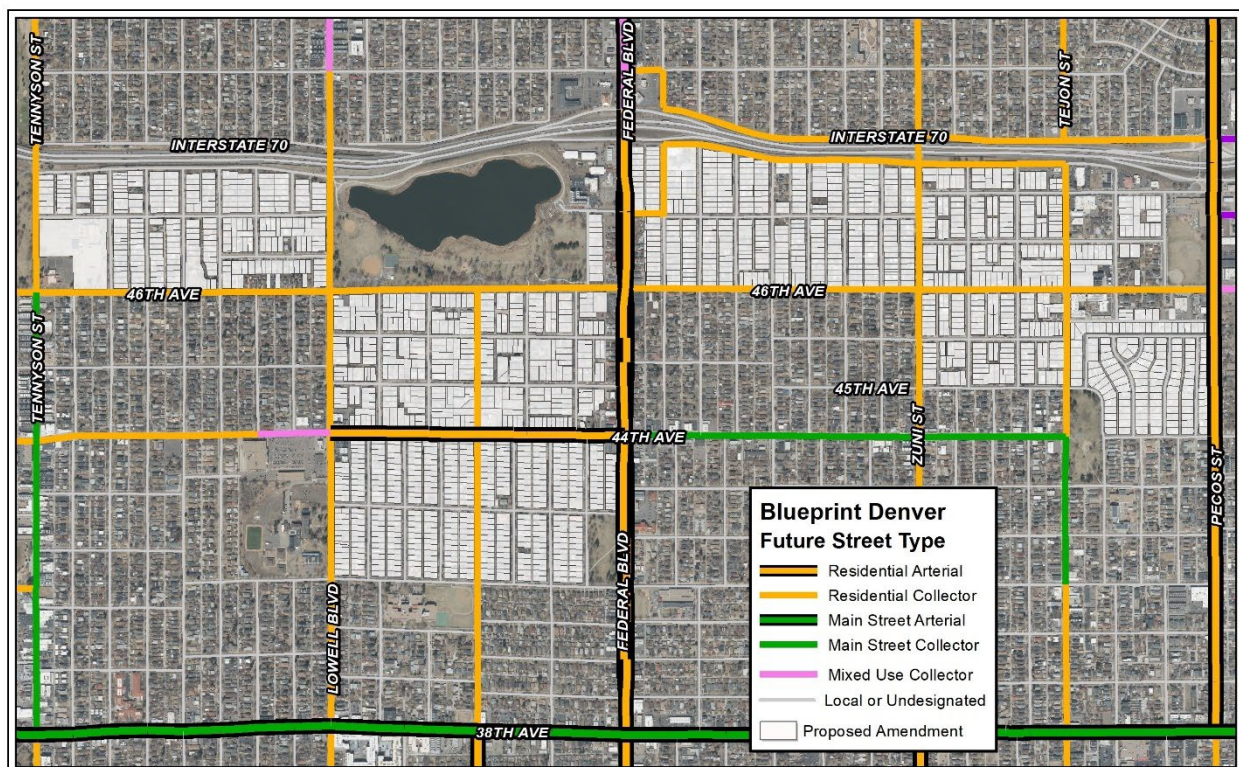 TENNYSON ST
FEDERAL BLVD
TEJON ST
INTERSTATE 70
INTERSTATE 70
46TH AVE
46TH AVE
TENNYSON ST
45TH AVE
44TH AVE
ZUNI ST
PECOS ST
LOWELL BLVD
FEDERAL BLVD
38TH AVE
Blueprint Denver
Future Street Type
Residential Arterial
Residential Collector
Main Street Arterial
Main Street Collector
Mixed Use Collector
Local or Undesignated
Proposed Amendment